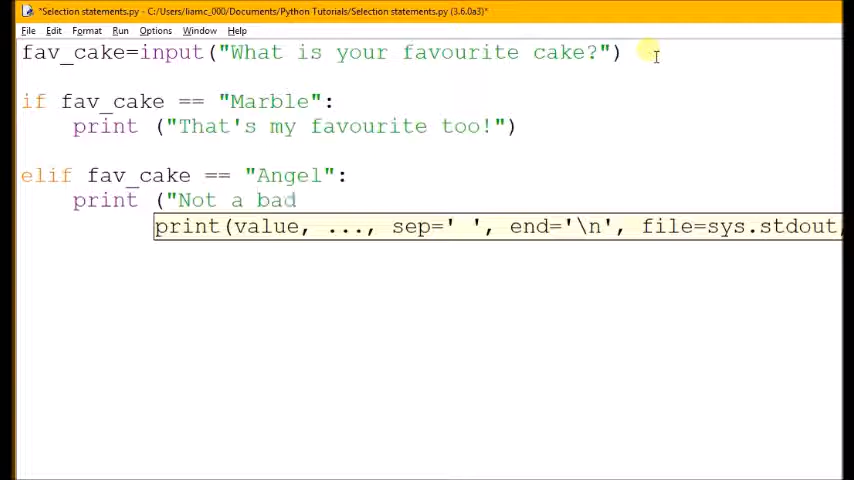 *Selection statements.py - C:/Users/liamc_000/Documents/Python Tutorials/Selection statements.py (3.6.0a3)*
File Edit Format Run Options Window Help
fav_cake=input("What is your favourite cake?")
if fav_cake == "Marble":
print ("That's my favourite too!")
elif fav_cake == "Angel":
print ("Not a bad
print(value, ..., sep=' ', end='\n', file=sys.stdout,